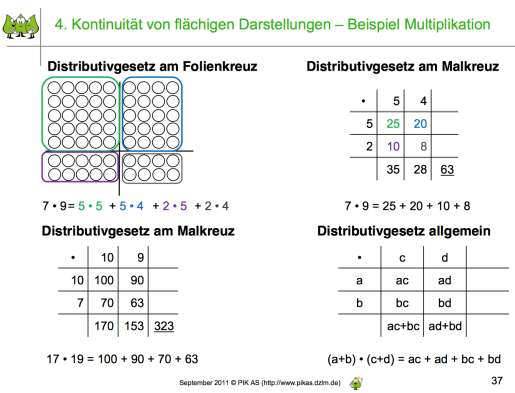 4. Kontinuität von flächigen Darstellungen – Beispiel Multiplikation
Distributivgesetz am Folienkreuz
7 • 9 = 5 • 5 + 5 • 4 + 2 • 5 + 2 • 4
Distributivgesetz am Malkreuz
• 5 4
5 25 20
2 10 8
35 28 63
7 • 9 = 25 + 20 + 10 + 8
Distributivgesetz am Malkreuz
• 10 9
10 100 90
7 70 63
170 153 323
17 • 19 = 100 + 90 + 70 + 63
Distributivgesetz allgemein
• c d
a ac ad
b bc bd
ac+bc ad+bd
(a+b) • (c+d) = ac + ad + bc + bd
September 2011 © PIK AS (http://www.pikas.dzlm.de)
37